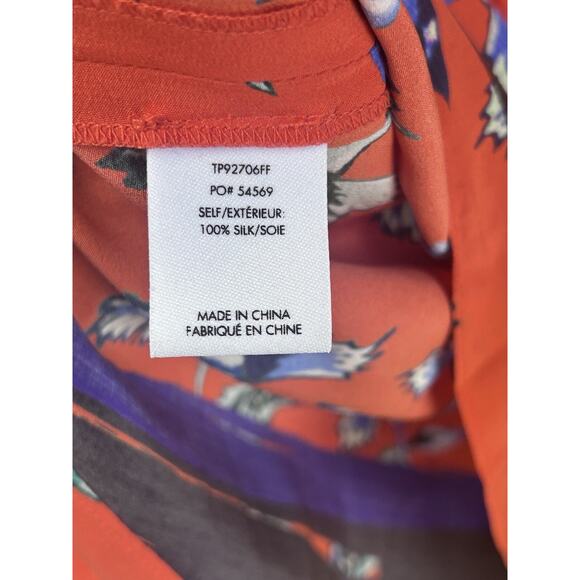 TP92706FF
PO# 54569
SELF/EXTÉRIEUR:
100% SILK/SOIE
MADE IN CHINA
FABRIQUÉ EN CHINE